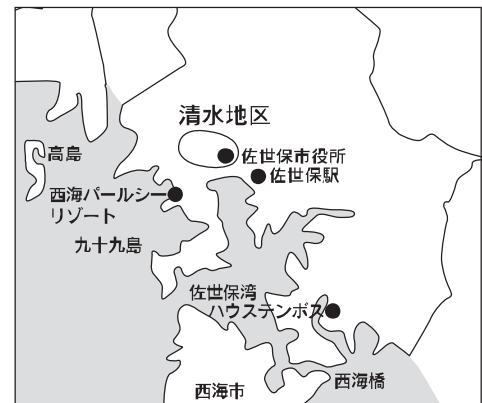 清水地区
佐世保市役所
高島
佐世保駅
西海パールシー
リゾート
九十九島
佐世保湾
ハウステンボス
西海橋
西海市